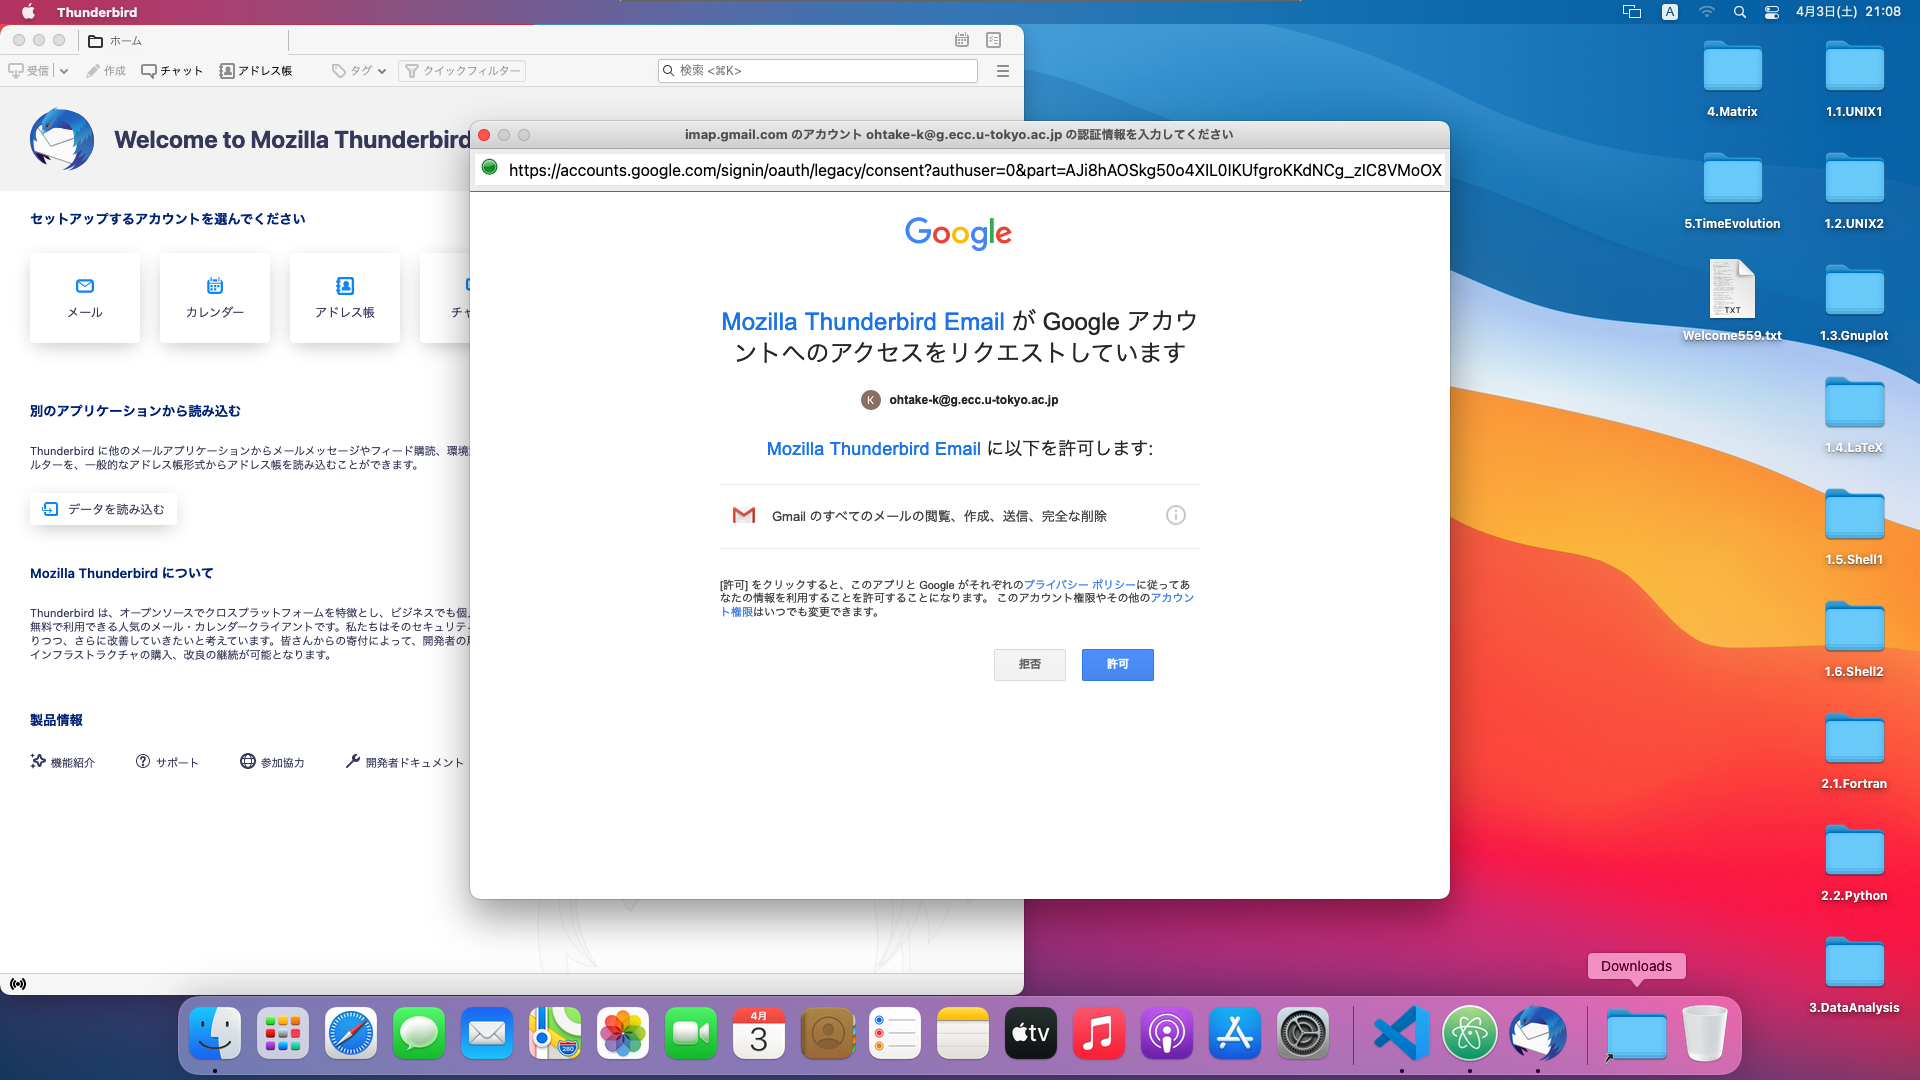 Thunderbird
4月3日(土) 21:08
A
ホーム
受信
作成
チャット
アドレス帳
タグ
クイックフィルター
検索 <⌘K>
Welcome to Mozilla Thunderbird
セットアップするアカウントを選んでください
メール
カレンダー
アドレス帳
チャ
別のアプリケーションから読み込む
Thunderbird に他のメールアプリケーションからメールメッセージやフィード購読、環境
ルターを、一般的なアドレス帳形式からアドレス帳を読み込むことができます。
データを読み込む
Mozilla Thunderbird について
Thunderbird は、オープンソースでクロスプラットフォームを特徴とし、ビジネスでも個
無料で利用できる人気のメール・カレンダークライアントです。私たちはそのセキュリティ
りつつ、さらに改善していきたいと考えています。皆さんからの寄付によって、開発者の
インフラストラクチャの購入、改良の継続が可能となります。
製品情報
機能紹介
サポート
参加協力
開発者ドキュメント
imap.gmail.com のアカウント ohtake-k@g.ecc.u-tokyo.ac.jp の認証情報を入力してください
https://accounts.google.com/signin/oauth/legacy/consent?authuser=0&part=AJi8hAOSkg50o4XIL0IKUfgroKKdNCg_zIC8VMoOX
Google
Mozilla Thunderbird Email が Google アカウ
ントへのアクセスをリクエストしています
K
ohtake-k@g.ecc.u-tokyo.ac.jp
Mozilla Thunderbird Email に以下を許可します:
Gmail のすべてのメールの閲覧、作成、送信、完全な削除
[許可] をクリックすると、このアプリと Google がそれぞれのプライバシー ポリシーに従ってあ
なたの情報を利用することを許可することになります。 このアカウント権限やその他のアカウン
ト権限はいつでも変更できます。
拒否
許可
4.Matrix
1.1.UNIX1
5.TimeEvolution
1.2.UNIX2
TXT
Welcome559.txt
1.3.Gnuplot
1.4.LaTeX
1.5.Shell1
1.6.Shell2
2.1.Fortran
2.2.Python
3.DataAnalysis
Downloads
280
4月
3
tv